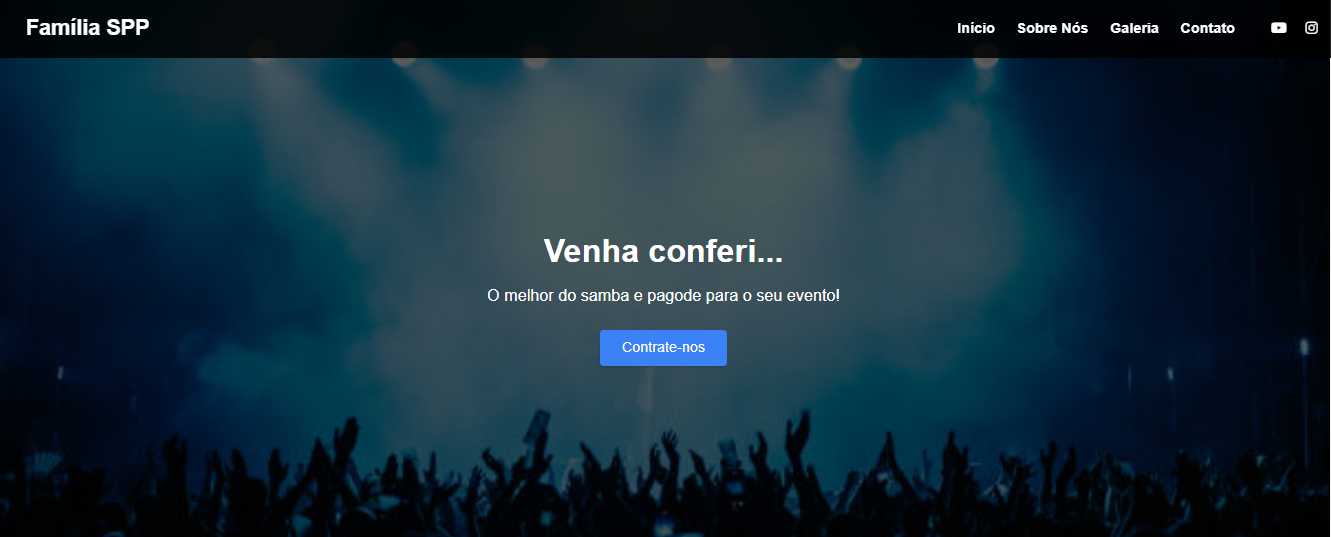 Família SPP
Início Sobre Nós Galeria Contato
Venha conferi...
O melhor do samba e pagode para o seu evento!
Contrate-nos